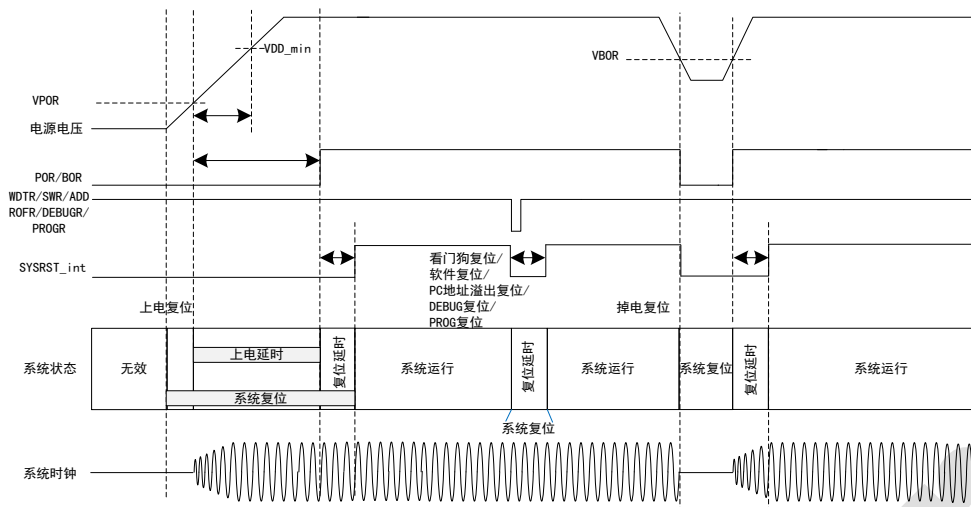 VDD_min
VBOR
VPOR
电源电压
POR/BOR
WDTR/SWR/ADD
ROFR/DEBUGR/
PROGR
SYSRST_int
看门狗复位/
软件复位/
PC地址溢出复位/
DEBUG复位/
PROG复位
上电复位
掉电复位
系统状态
无效
上电延时
系统复位
复位延时
系统运行
复位延时
系统复位
系统运行
系统复位
复位延时
系统运行
系统时钟